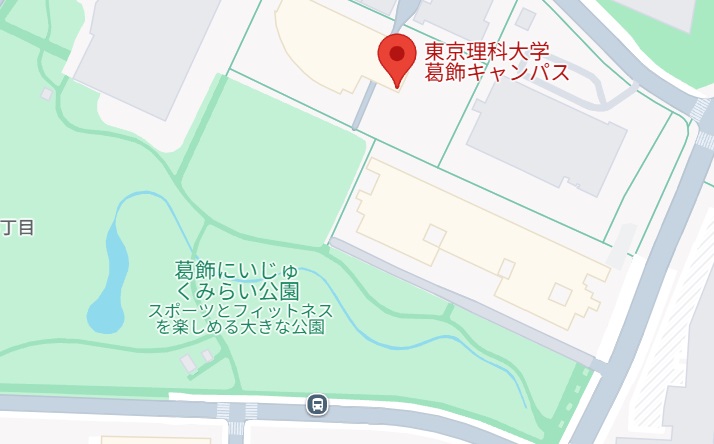 東京理科大学
葛飾キャンパス
丁目
葛飾にいじゅ
くみらい公園
スポーツとフィットネス
を楽しめる大きな公園